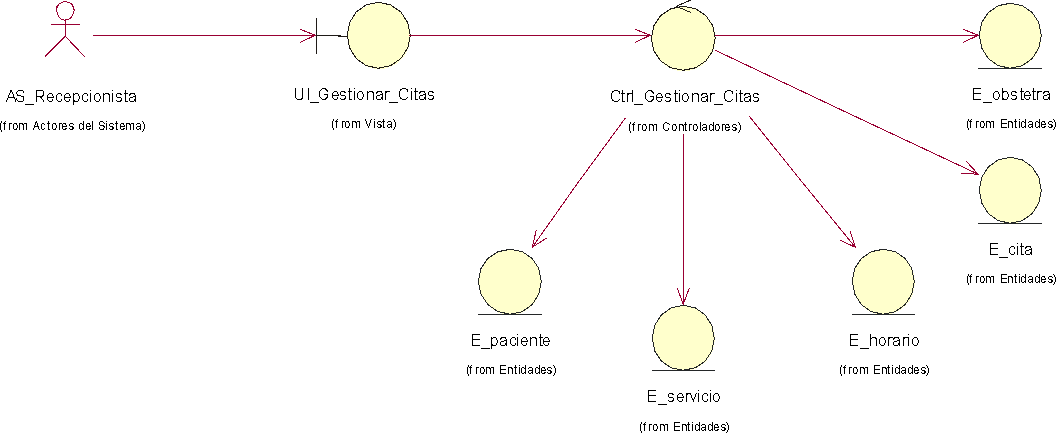 AS_Recepcionista
(from Actores del Sistema)
UI_Gestionar_Citas
(from Vista)
Ctrl_Gestionar_Citas
(from Controladores)
E_obstetra
(from Entidades)
E_cita
(from Entidades)
E_paciente
(from Entidades)
E_servicio
(from Entidades)
E_horario
(from Entidades)